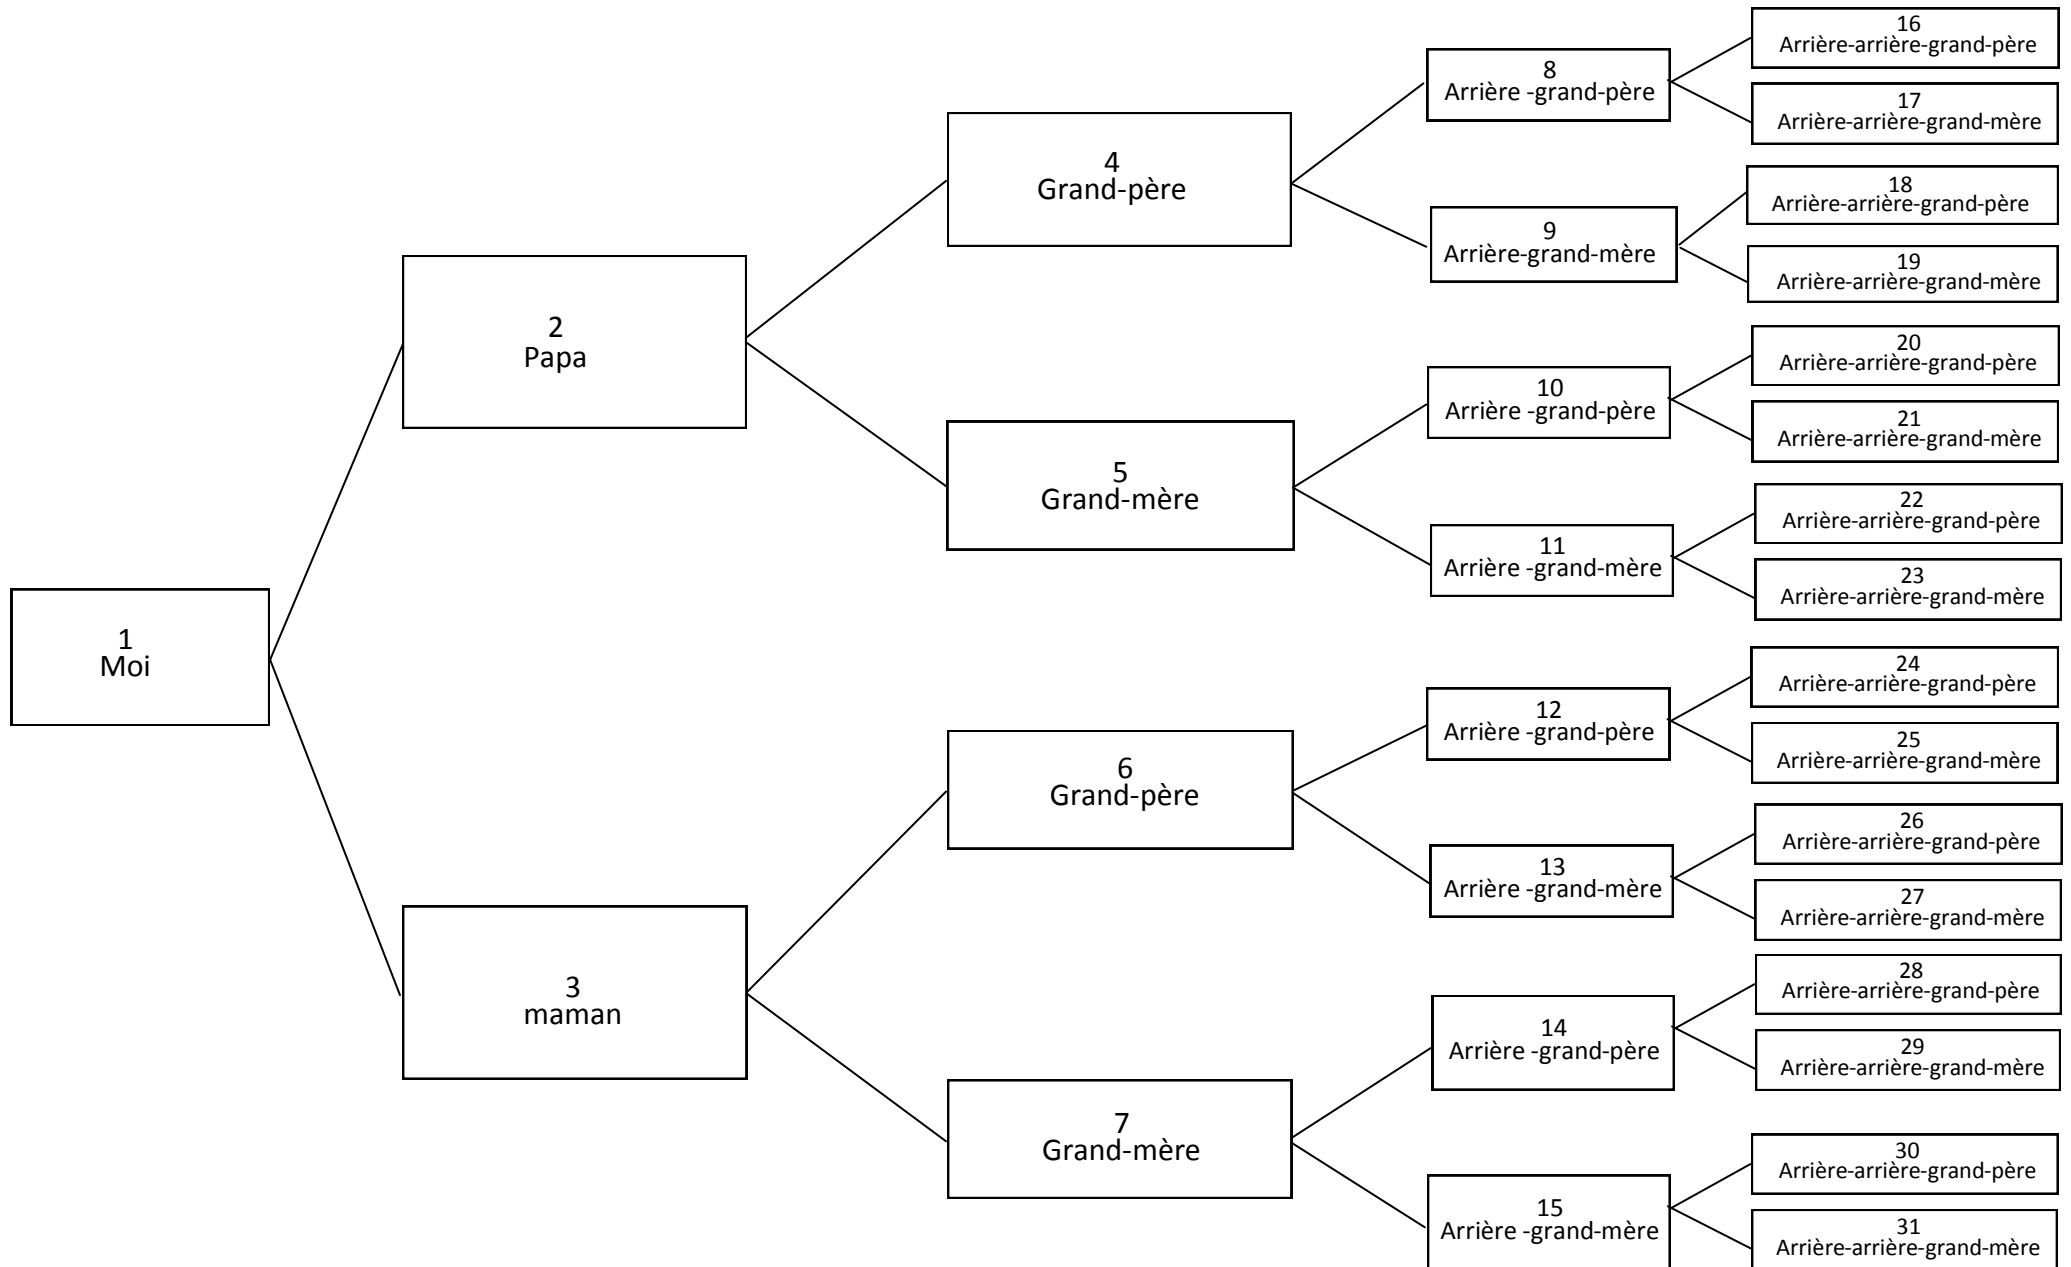 1
Moi
2
Papa
3
maman
4
Grand-père
5
Grand-mère
6
Grand-père
7
Grand-mère
8
Arrière -grand-père
9
Arrière-grand-mère
10
Arrière -grand-père
11
Arrière -grand-mère
12
Arrière -grand-père
13
Arrière -grand-mère
14
Arrière -grand-père
15
Arrière -grand-mère
16
Arrière-arrière-grand-père
17
Arrière-arrière-grand-mère
18
Arrière-arrière-grand-père
19
Arrière-arrière-grand-mère
20
Arrière-arrière-grand-père
21
Arrière-arrière-grand-mère
22
Arrière-arrière-grand-père
23
Arrière-arrière-grand-mère
24
Arrière-arrière-grand-père
25
Arrière-arrière-grand-mère
26
Arrière-arrière-grand-père
27
Arrière-arrière-grand-mère
28
Arrière-arrière-grand-père
29
Arrière-arrière-grand-mère
30
Arrière-arrière-grand-père
31
Arrière-arrière-grand-mère